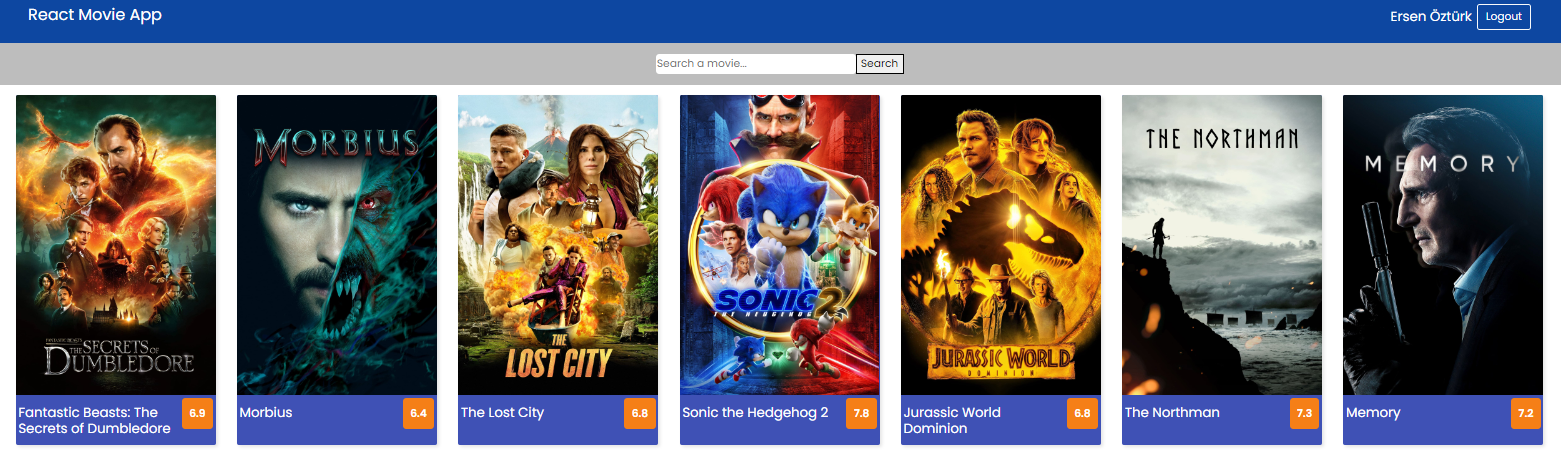 React Movie App
Ersen Öztürk Logout
Search a movie... Search
MORBIUS
THE NORTHMAN
MEMORY
SONIC 2
THE HEDGEHOG
FANTASTIC BEASTS
THE SECRETS OF
DUMBLEDORE
THE
LOST CITY
JURASSIC WORLD
DOMINION
Fantastic Beasts: The
Secrets of Dumbledore
6.9
Morbius
6.4
The Lost City
6.8
Sonic the Hedgehog 2
7.8
Jurassic World
Dominion
6.8
The Northman
7.3
Memory
7.2